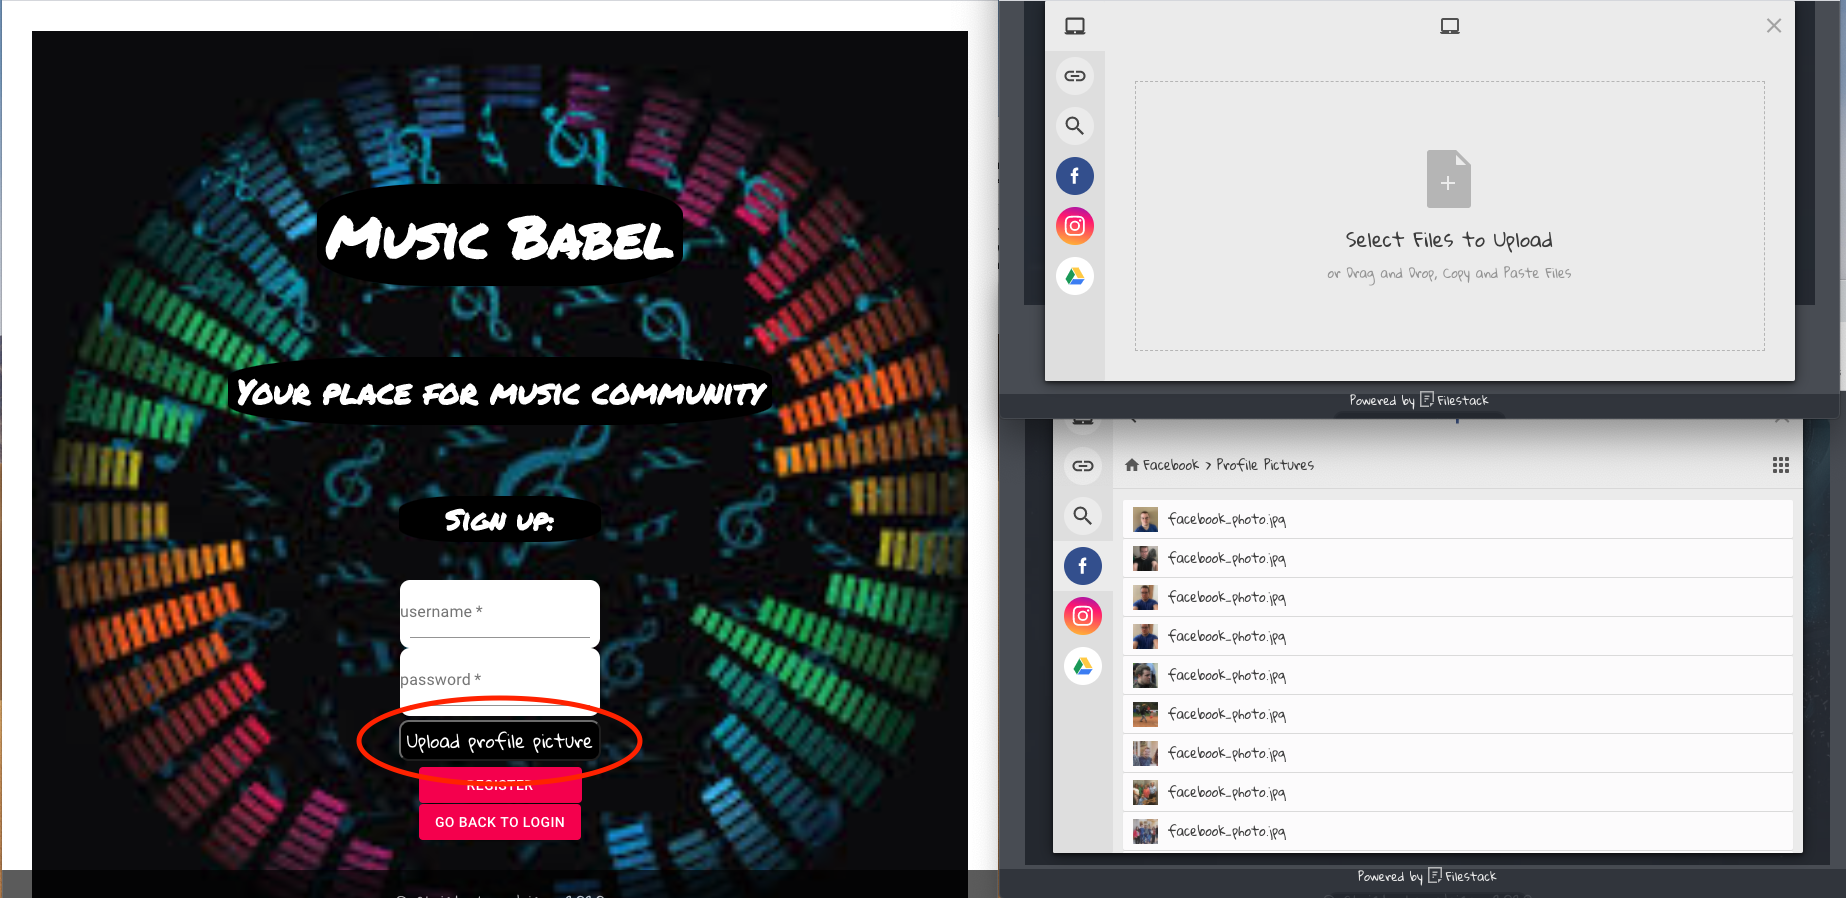 Music Babel
Your place for music community
Sign up:
username *
password *
Upload profile picture
REGISTER
GO BACK TO LOGIN
Select Files to Upload
or Drag and Drop, Copy and Paste Files
Powered by Filestack
Facebook > Profile Pictures
facebook_photo.jpg
facebook_photo.jpg
facebook_photo.jpg
facebook_photo.jpg
facebook_photo.jpg
facebook_photo.jpg
facebook_photo.jpg
facebook_photo.jpg
facebook_photo.jpg
Powered by Filestack